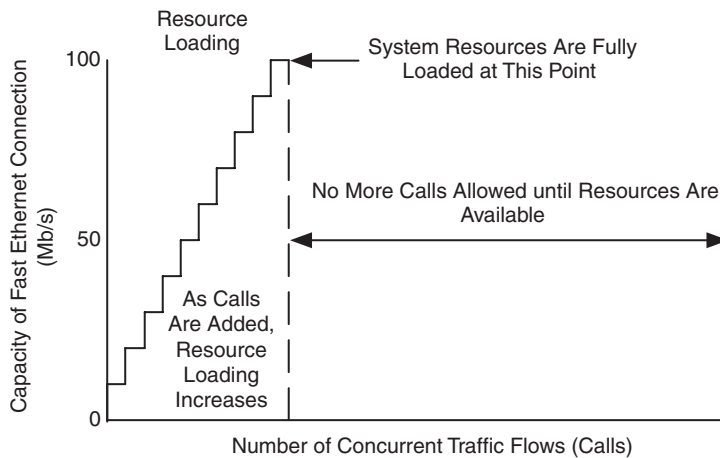 Resource
Loading
System Resources Are Fully
Loaded at This Point
100
No More Calls Allowed until Resources Are
Available
50
As Calls
Are Added,
Resource
Loading
Increases
0
Capacity of Fast Ethernet Connection
(Mb/s)
Number of Concurrent Traffic Flows (Calls)